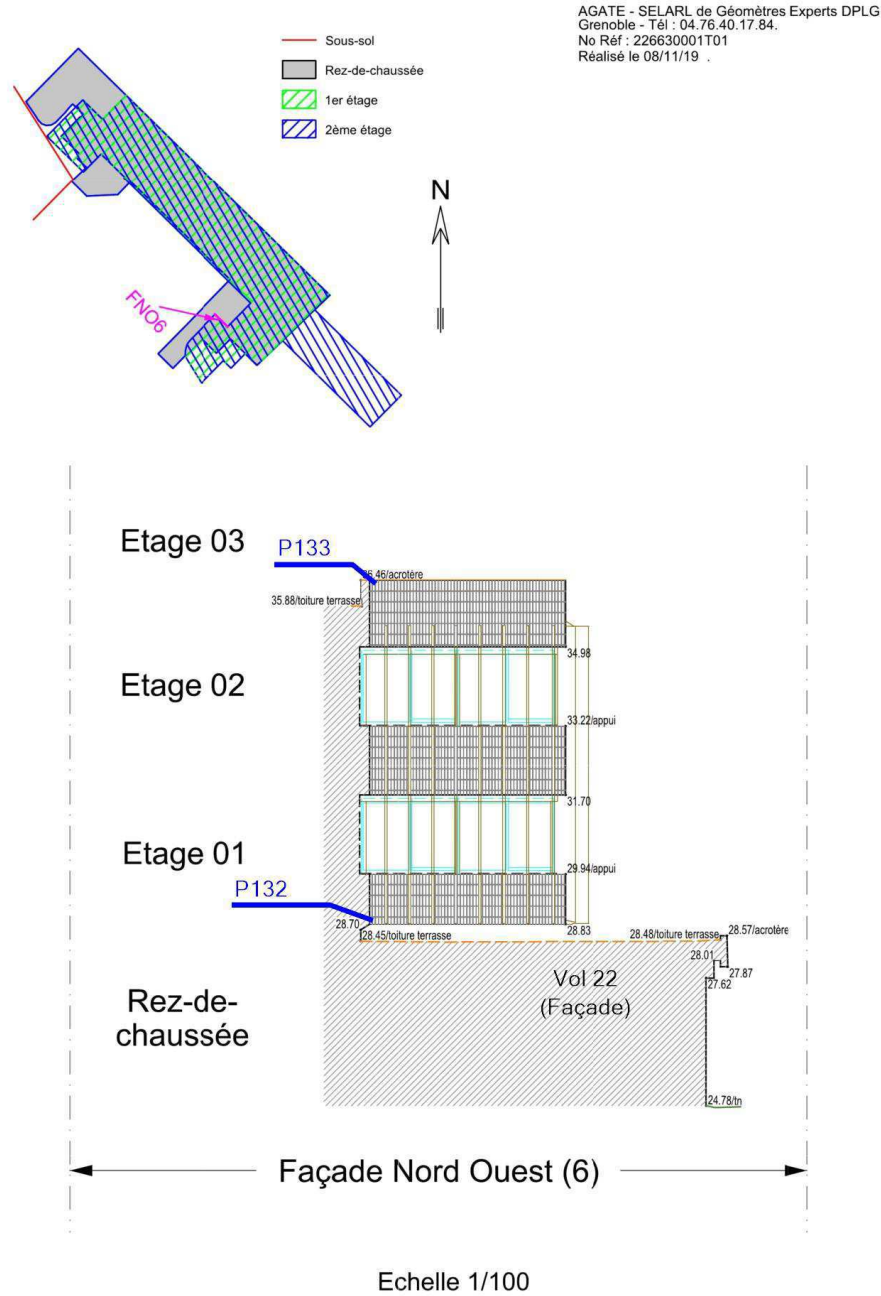 AGATE - SELARL de Géomètres Experts DPLG
Grenoble - Tél : 04.76.40.17.84.
No Réf : 226630001T01
Réalisé le 08/11/19 .
Sous-sol
Rez-de-chaussée
1er étage
2ème étage
N
FNO6
Etage 03
P133
36.46/acrotère
35.88/toiture terrasse
34.98
Etage 02
33.22/appui
31.70
Etage 01
29.94/appui
P132
28.70
28.83
28.45/toiture terrasse
28.48/toiture terrasse
28.57/acrotère
28.01
27.87
27.62
Vol 22
(Façade)
Rez-de-
chaussée
24.78/tn
Façade Nord Ouest (6)
Echelle 1/100